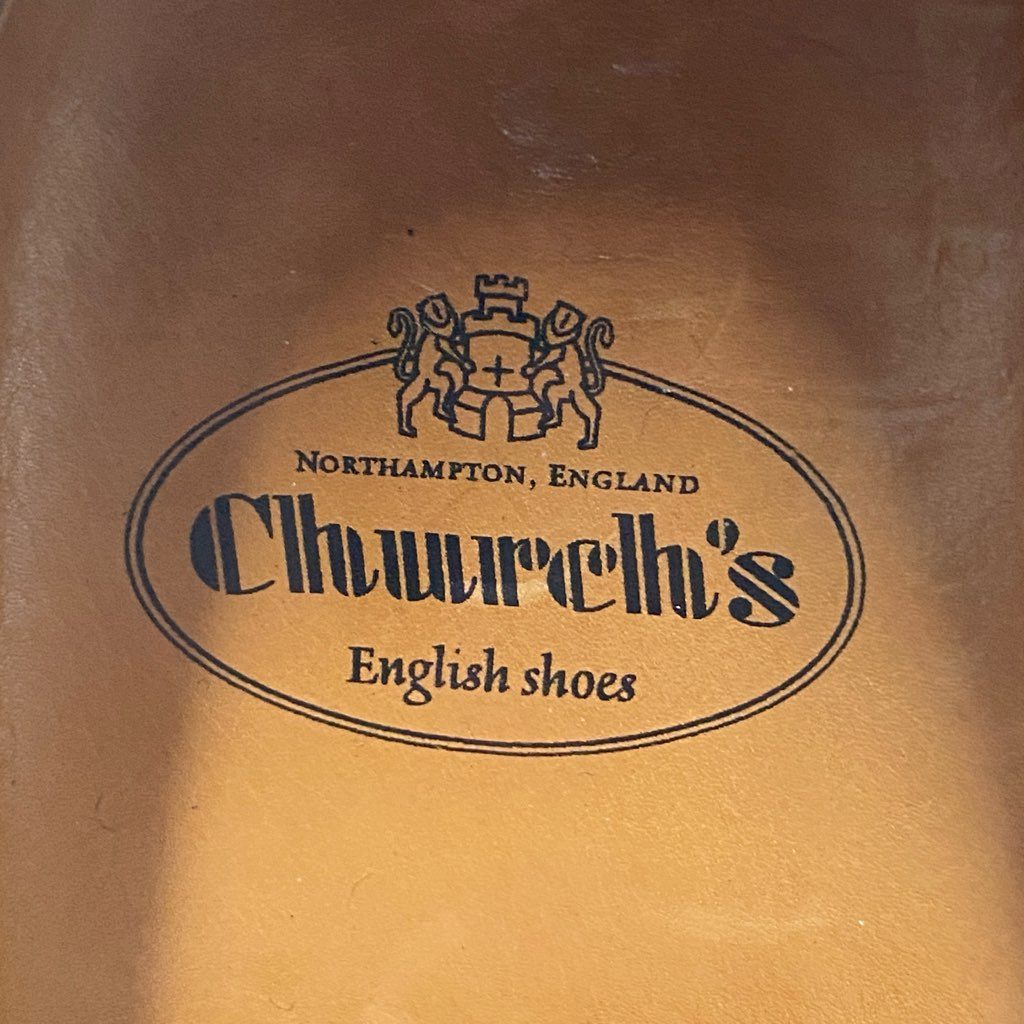 Northampton, England
Church's
English shoes